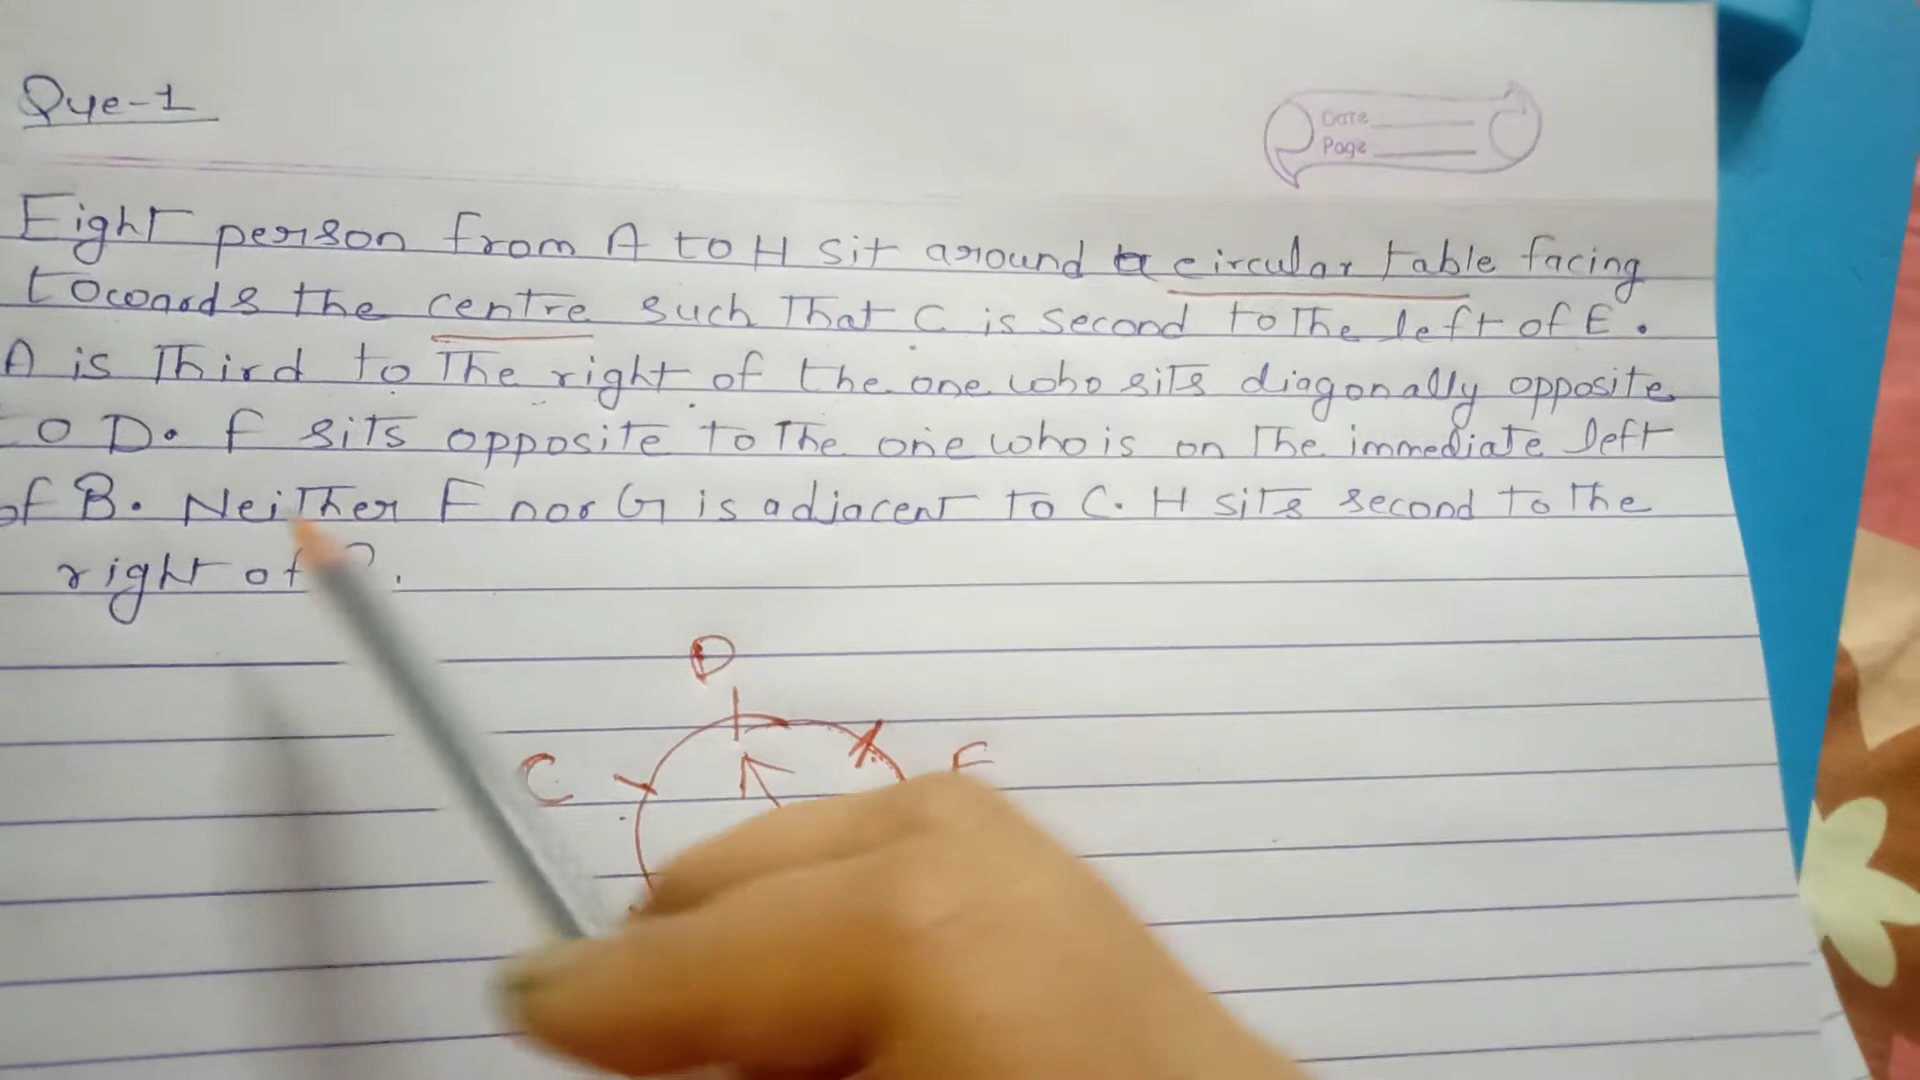 Que-1
Date
Page
Eight person from A to H sit around a circular table facing
towards the centre such That C is second to The left of E.
A is Third to The right of the one who sits diagonally opposite
to D. F sits opposite to The one who is on The immediate left
of B. Neither F nor G is adjacent to C. H sits second to The
right of
D
C